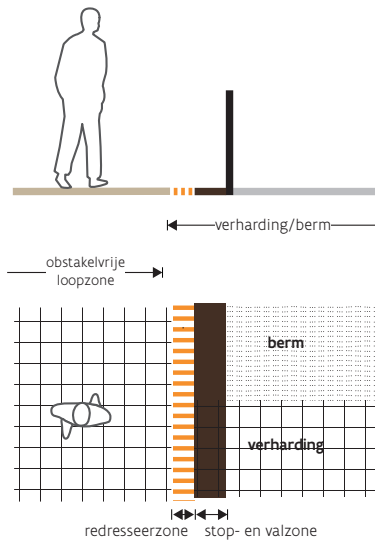 verharding/berm
obstakelvrije
loopzone
berm
verharding
redresseerzone stop- en valzone